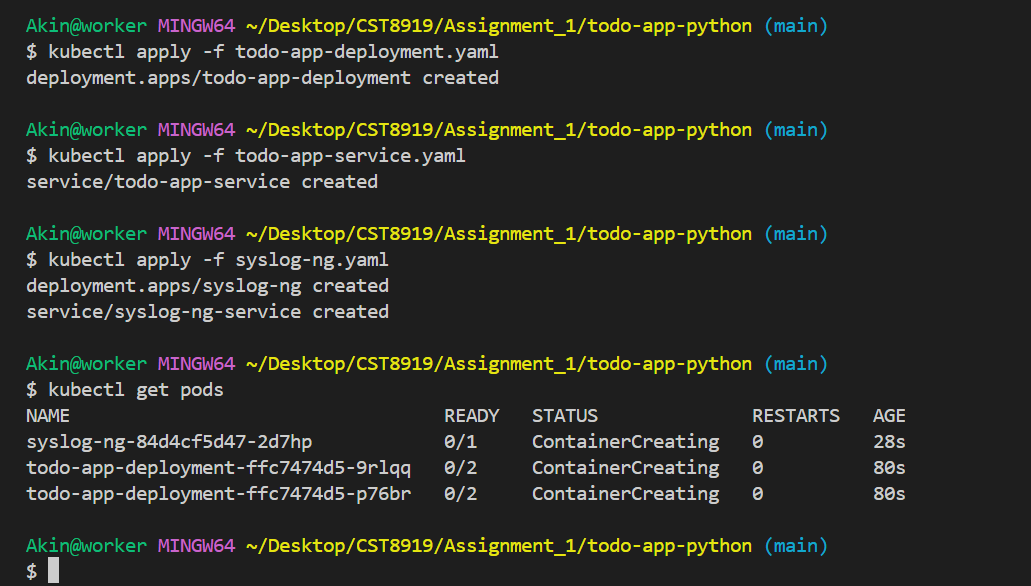 Akin@worker MINGW64 ~/Desktop/CST8919/Assignment_1/todo-app-python (main)
$ kubectl apply -f todo-app-deployment.yaml
deployment.apps/todo-app-deployment created
Akin@worker MINGW64 ~/Desktop/CST8919/Assignment_1/todo-app-python (main)
$ kubectl apply -f todo-app-service.yaml
service/todo-app-service created
Akin@worker MINGW64 ~/Desktop/CST8919/Assignment_1/todo-app-python (main)
$ kubectl apply -f syslog-ng.yaml
deployment.apps/syslog-ng created
service/syslog-ng-service created
Akin@worker MINGW64 ~/Desktop/CST8919/Assignment_1/todo-app-python (main)
$ kubectl get pods
NAME READY STATUS RESTARTS AGE
syslog-ng-84d4cf5d47-2d7hp 0/1 ContainerCreating 0 28s
todo-app-deployment-ffc7474d5-9rlqq 0/2 ContainerCreating 0 80s
todo-app-deployment-ffc7474d5-p76br 0/2 ContainerCreating 0 80s
Akin@worker MINGW64 ~/Desktop/CST8919/Assignment_1/todo-app-python (main)
$